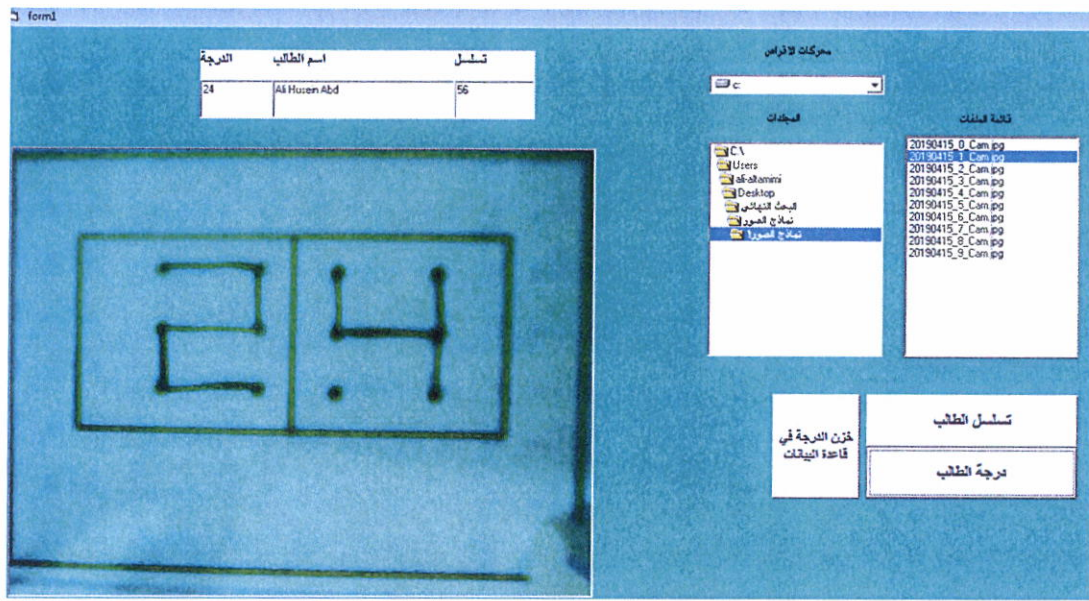 form1
محركات الاقراص
الدرجة اسم الطالب تسلسل
24 Ali Husein Abd 56
c:
المجلدات
قائمة الملفات
C:\
Users
ali-altamimi
Desktop
البحث النهائي
نماذج الصور
نماذج الصور1
20190415_0_Cam.jpg
20190415_1_Cam.jpg
20190415_2_Cam.jpg
20190415_3_Cam.jpg
20190415_4_Cam.jpg
20190415_5_Cam.jpg
20190415_6_Cam.jpg
20190415_7_Cam.jpg
20190415_8_Cam.jpg
20190415_9_Cam.jpg
24
تسلسل الطالب
خزن الدرجة في
قاعدة البيانات
درجة الطالب